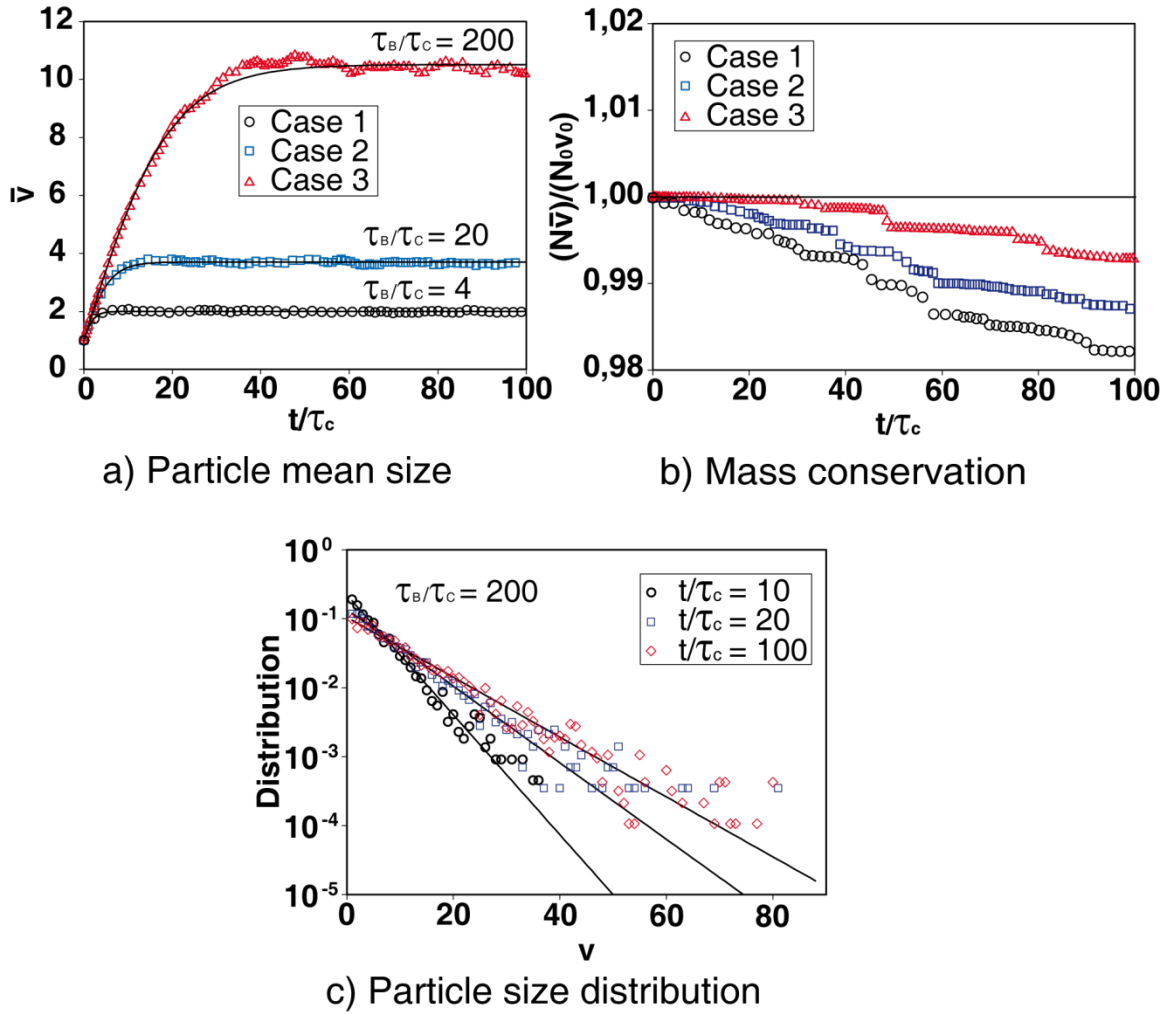 12
10
8
6
4
2
0
v̅
τB/τC = 200
Case 1
Case 2
Case 3
τB/τC = 20
τB/τC = 4
0 20 40 60 80 100
t/τc
a) Particle mean size
1,02
1,01
1,00
0,99
0,98
(Nv̅)/(N0v0)
Case 1
Case 2
Case 3
0 20 40 60 80 100
t/τc
b) Mass conservation
10^0
10^-1
10^-2
10^-3
10^-4
10^-5
Distribution
τB/τC = 200
t/τc = 10
t/τc = 20
t/τc = 100
0 20 40 60 80
v
c) Particle size distribution